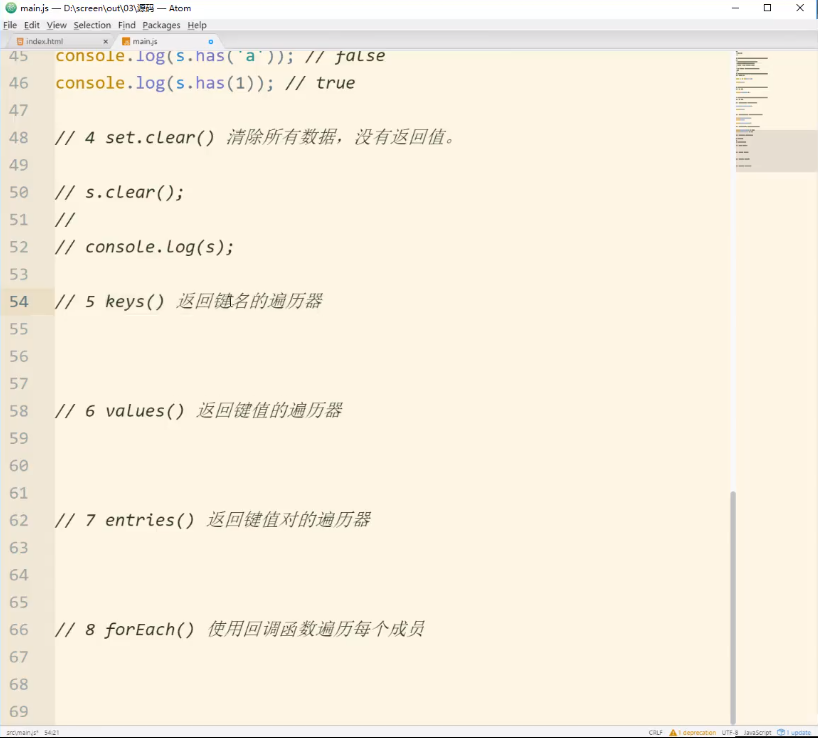 main.js — D:\screen\out\03\源码 — Atom
File Edit View Selection Find Packages Help
index.html × main.js
45 console.log(s.has('a')); // false
46 console.log(s.has(1)); // true
47
48 // 4 set.clear() 清除所有数据，没有返回值。
49
50 // s.clear();
51 //
52 // console.log(s);
53
54 // 5 keys() 返回键名的遍历器
55
56
57
58 // 6 values() 返回键值的遍历器
59
60
61
62 // 7 entries() 返回键值对的遍历器
63
64
65
66 // 8 forEach() 使用回调函数遍历每个成员
67
68
69
src\main.js* 54:21 CRLF 1 deprecation UTF-8 JavaScript 1 update